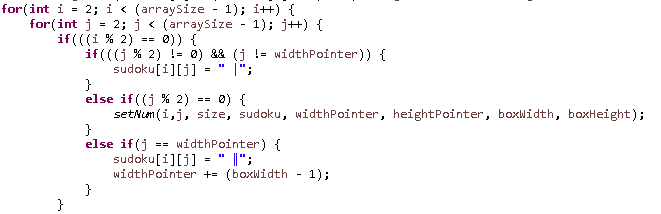 for(int i = 2; i < (arraySize - 1); i++) {
    for(int j = 2; j < (arraySize - 1); j++) {
        if(((i % 2) == 0)) {
            if(((j % 2) != 0) && (j != widthPointer)) {
                sudoku[i][j] = " |";
            }
            else if((j % 2) == 0) {
                setNum(i,j, size, sudoku, widthPointer, heightPointer, boxWidth, boxHeight);
            }
            else if(j == widthPointer) {
                sudoku[i][j] = " ‖";
                widthPointer += (boxWidth - 1);
            }
        }